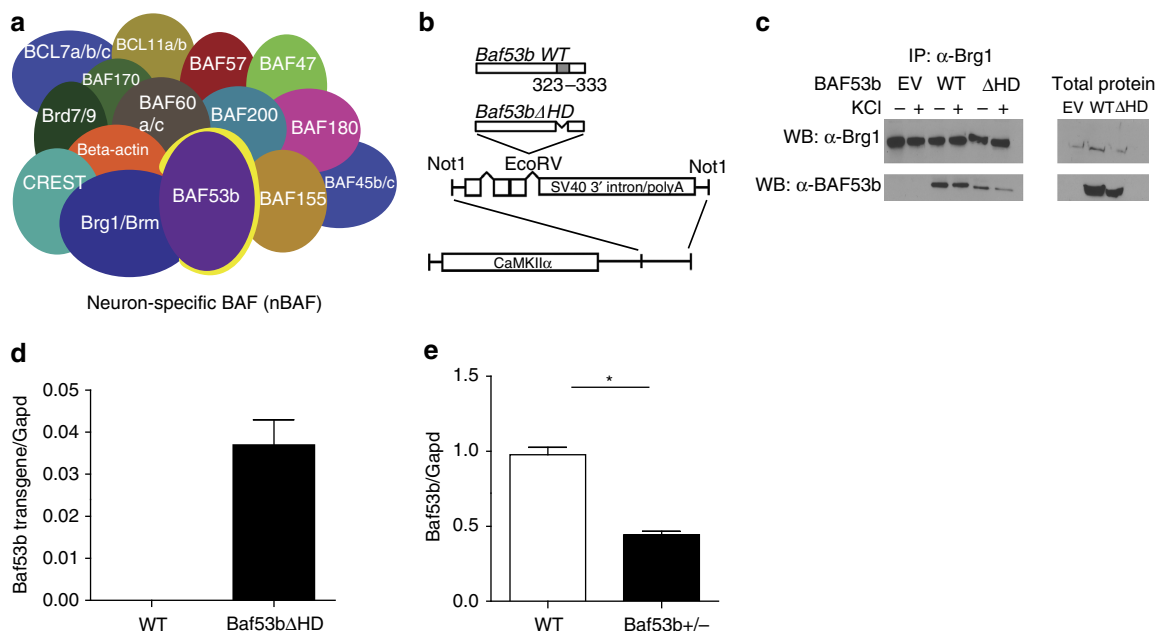 a
BCL7a/b/c
BCL11a/b
BAF57
BAF47
BAF170
Brd7/9
BAF60
a/c
BAF200
BAF180
Beta-actin
CREST
BAF53b
BAF155
BAF45b/c
Brg1/Brm
Neuron-specific BAF (nBAF)
b
Baf53b WT
323–333
Baf53bΔHD
Not1
EcoRV
Not1
SV40 3′ intron/polyA
CaMKIIα
c
IP: α-Brg1
BAF53b EV WT ΔHD
KCl – + – + – +
WB: α-Brg1
WB: α-BAF53b
Total protein
EV WT ΔHD
d
Baf53b transgene/Gapd
0.05
0.04
0.03
0.02
0.01
0.00
WT Baf53bΔHD
e
Baf53b/Gapd
1.5
1.0
0.5
0.0
*
WT Baf53b+/–